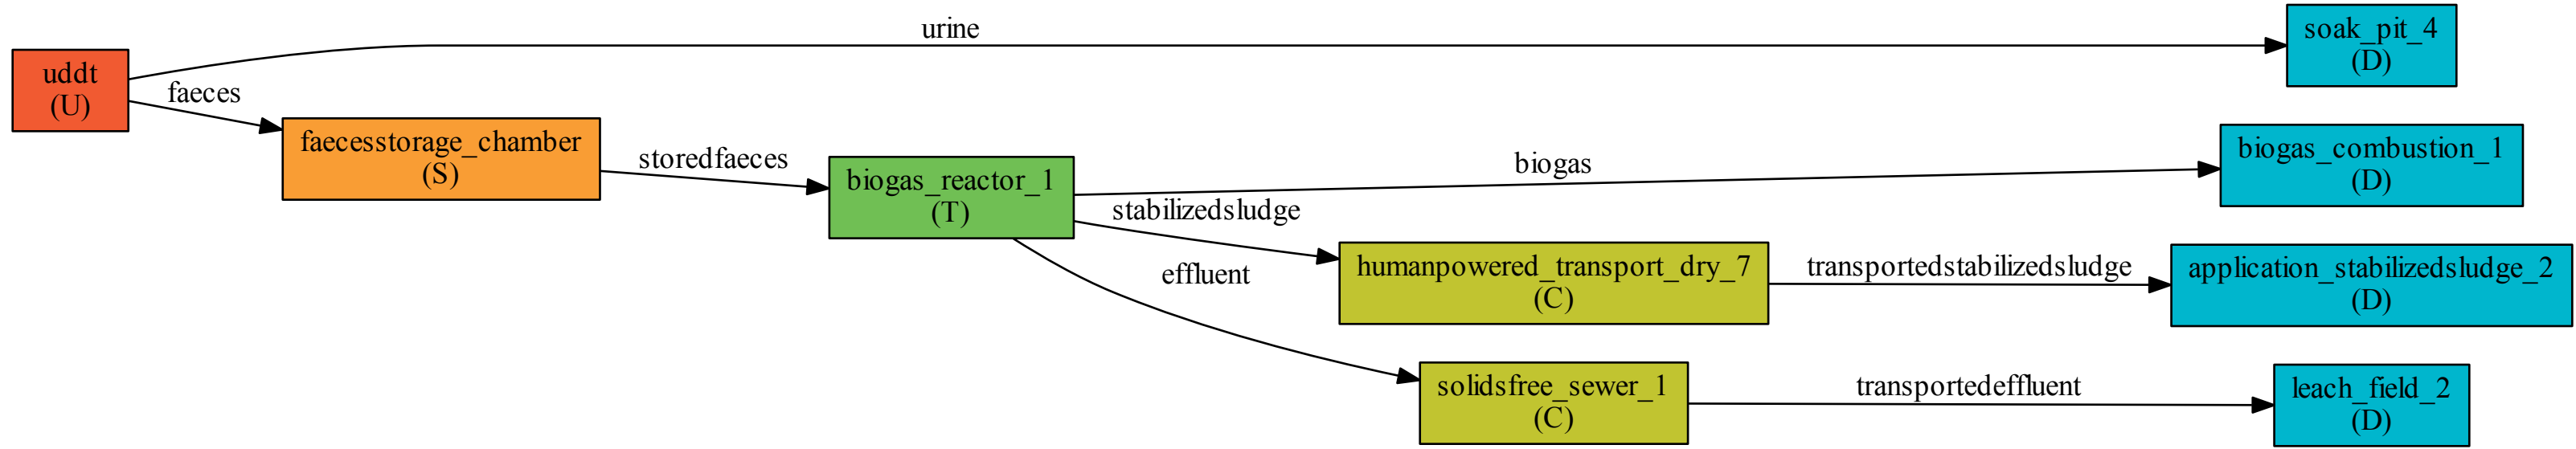 urine
soak_pit_4
(D)
uddt
(U)
faeces
faecesstorage_chamber
(S)
storedfaeces
biogas_reactor_1
(T)
biogas
biogas_combustion_1
(D)
stabilizedsludge
humanpowered_transport_dry_7
(C)
transportedstabilizedsludge
application_stabilizedsludge_2
(D)
effluent
solidsfree_sewer_1
(C)
transportedeffluent
leach_field_2
(D)